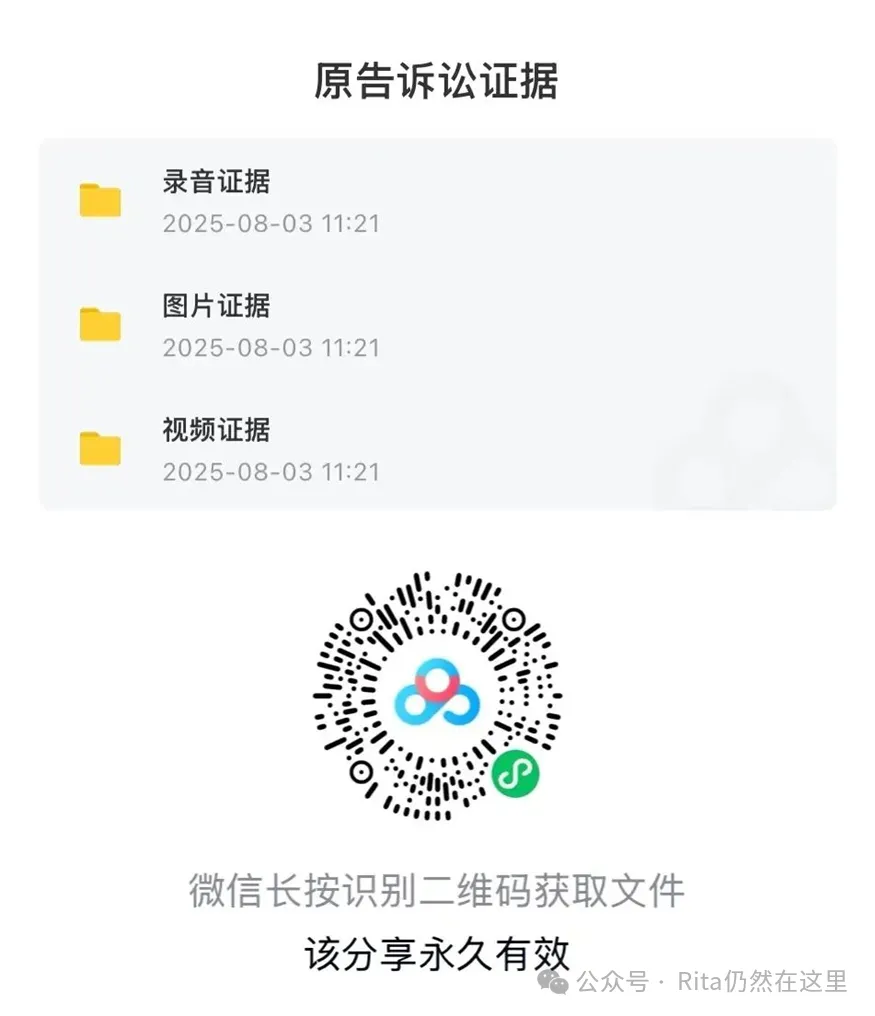 原告诉讼证据
录音证据
2025-08-03 11:21
图片证据
2025-08-03 11:21
视频证据
2025-08-03 11:21
微信长按识别二维码获取文件
该分享永久有效
公众号 · Rita仍然在这里